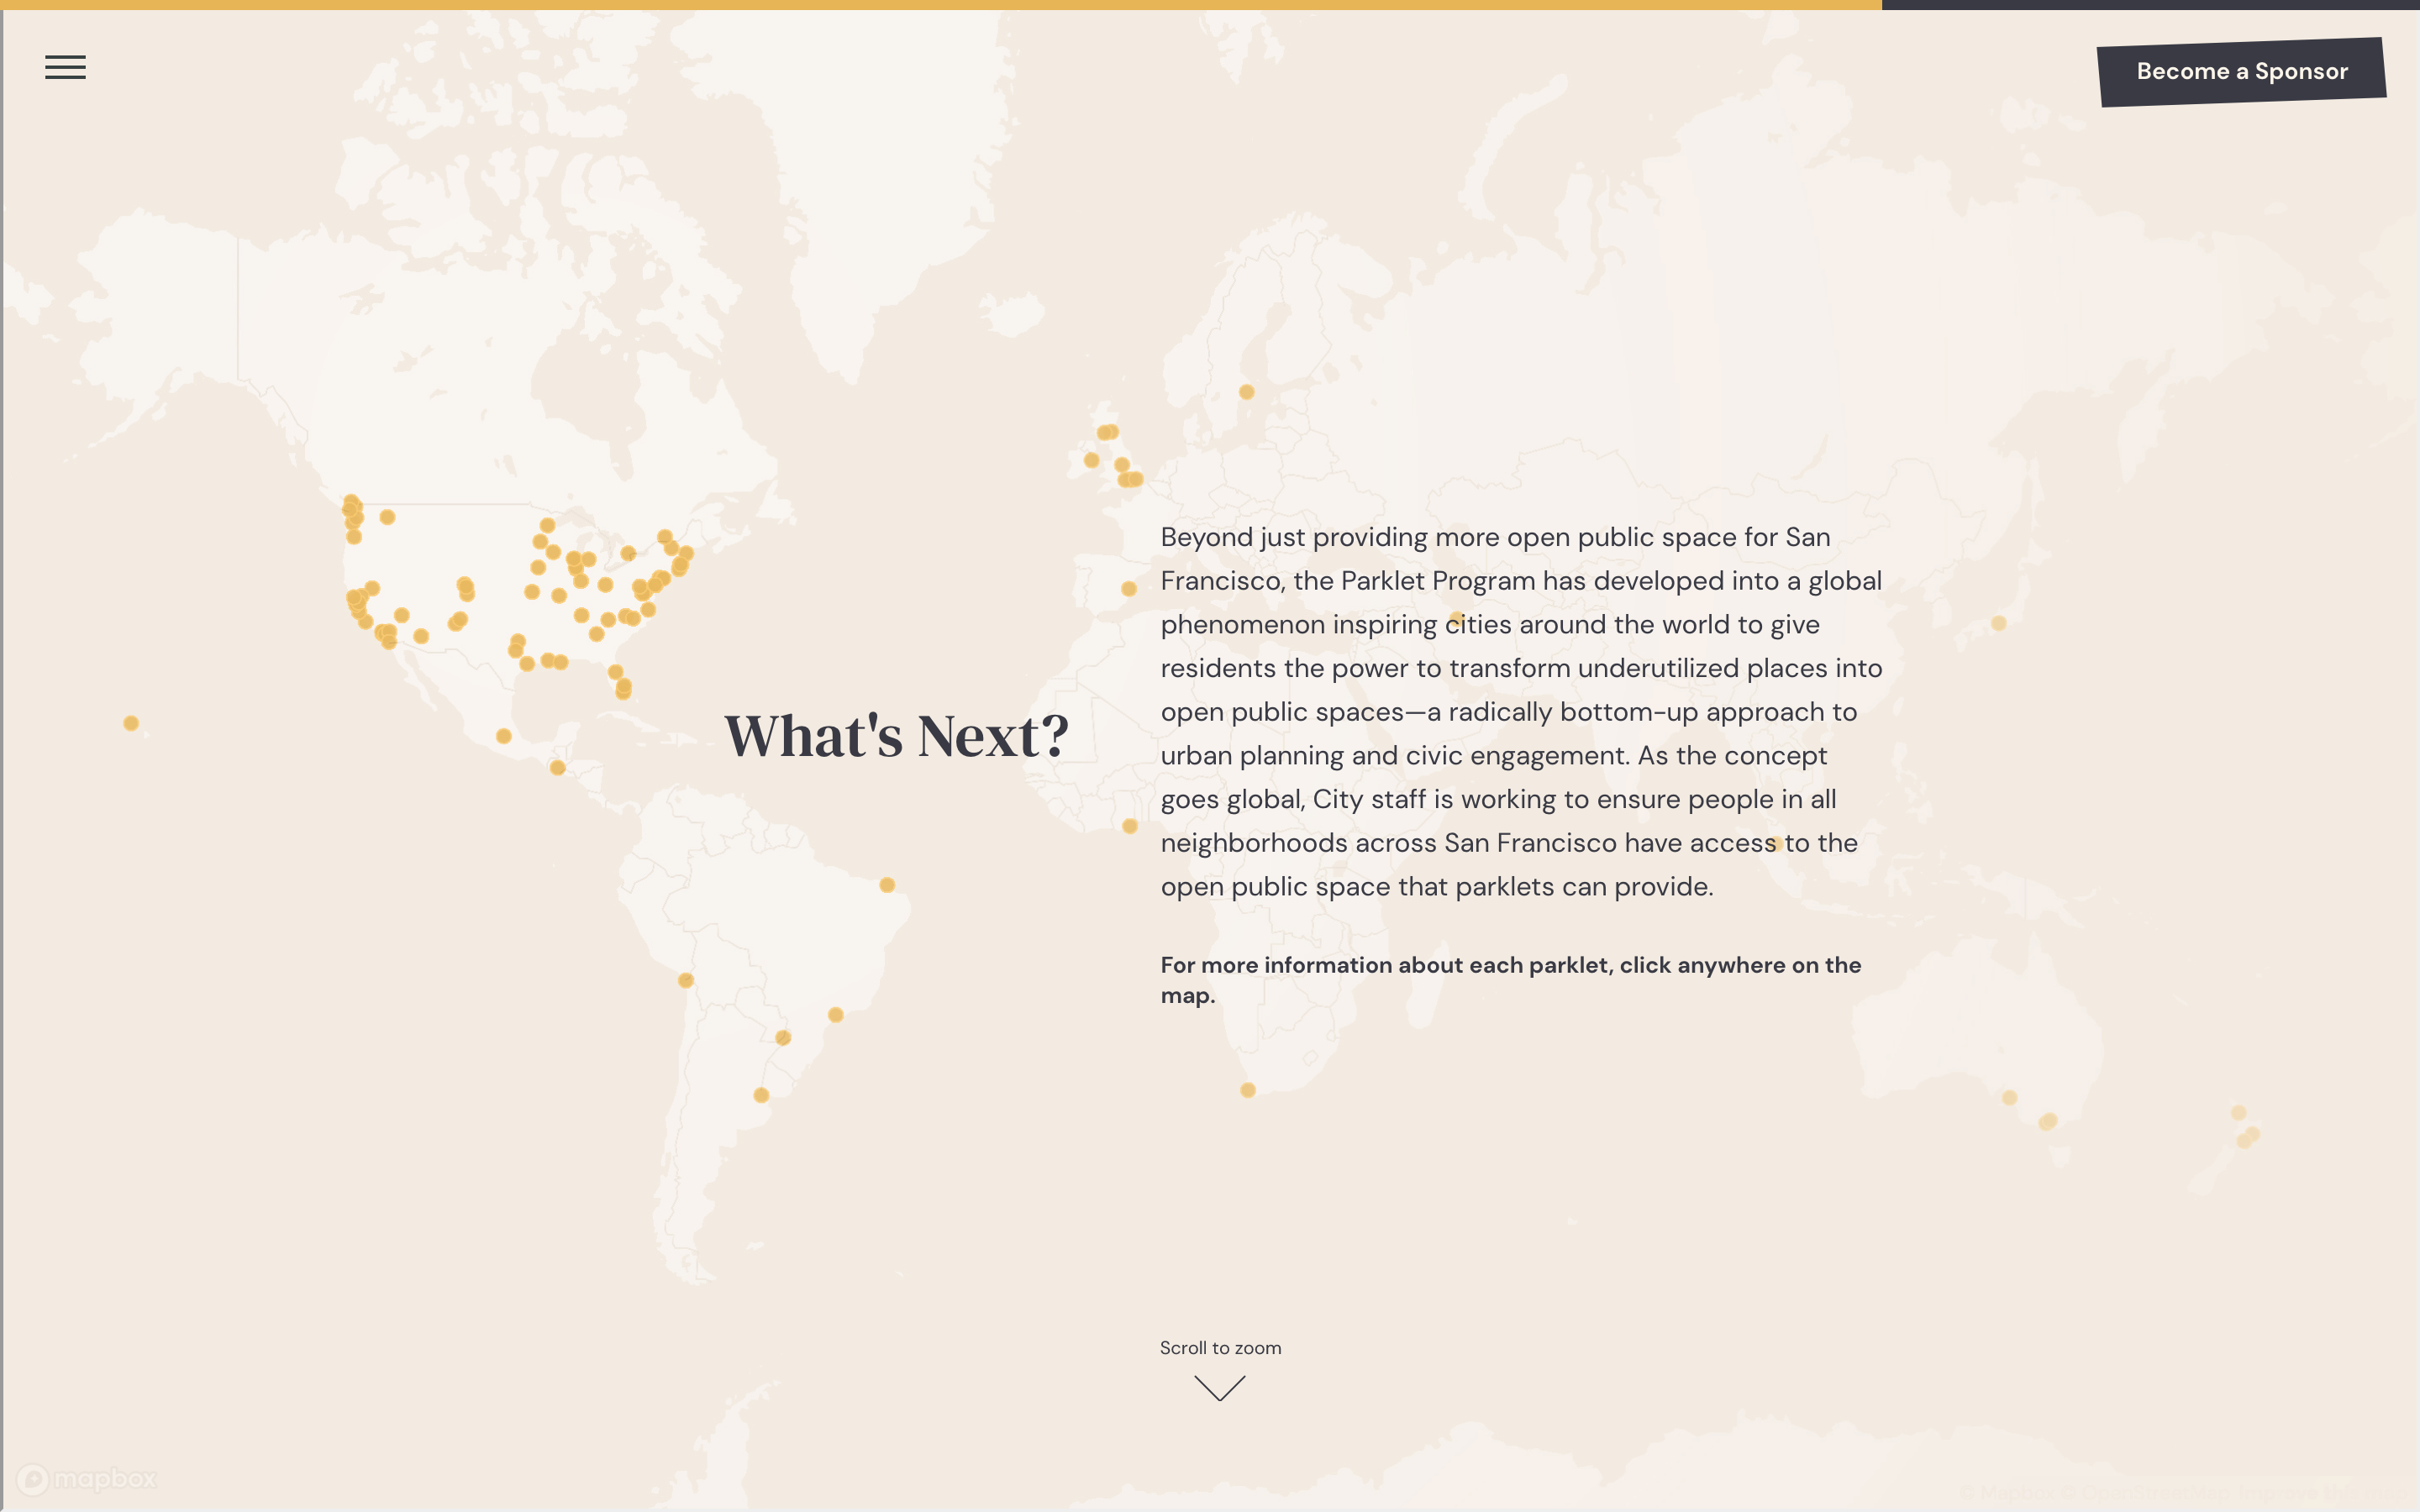 Become a Sponsor
What's Next?
Beyond just providing more open public space for San
Francisco, the Parklet Program has developed into a global
phenomenon inspiring cities around the world to give
residents the power to transform underutilized places into
open public spaces—a radically bottom-up approach to
urban planning and civic engagement. As the concept
goes global, City staff is working to ensure people in all
neighborhoods across San Francisco have access to the
open public space that parklets can provide.
For more information about each parklet, click anywhere on the
map.
Scroll to zoom
mapbox